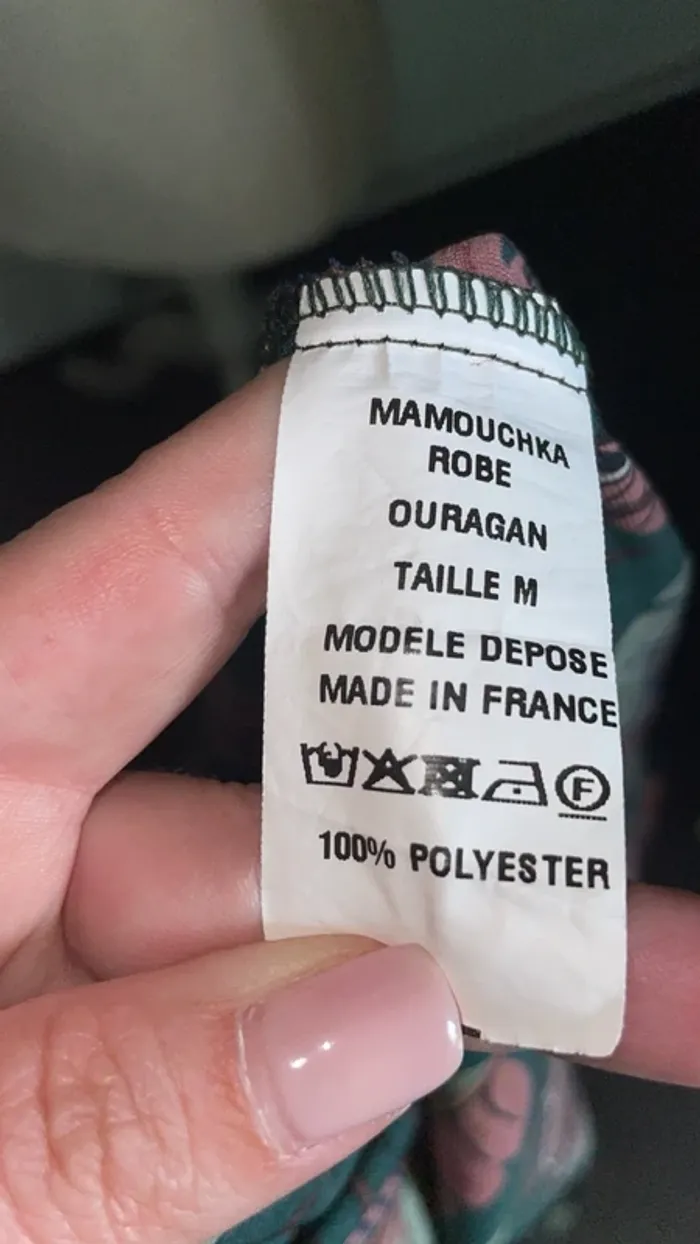 MAMOUCHKA
ROBE
OURAGAN
TAILLE M
MODELE DEPOSE
MADE IN FRANCE
F
100% POLYESTER